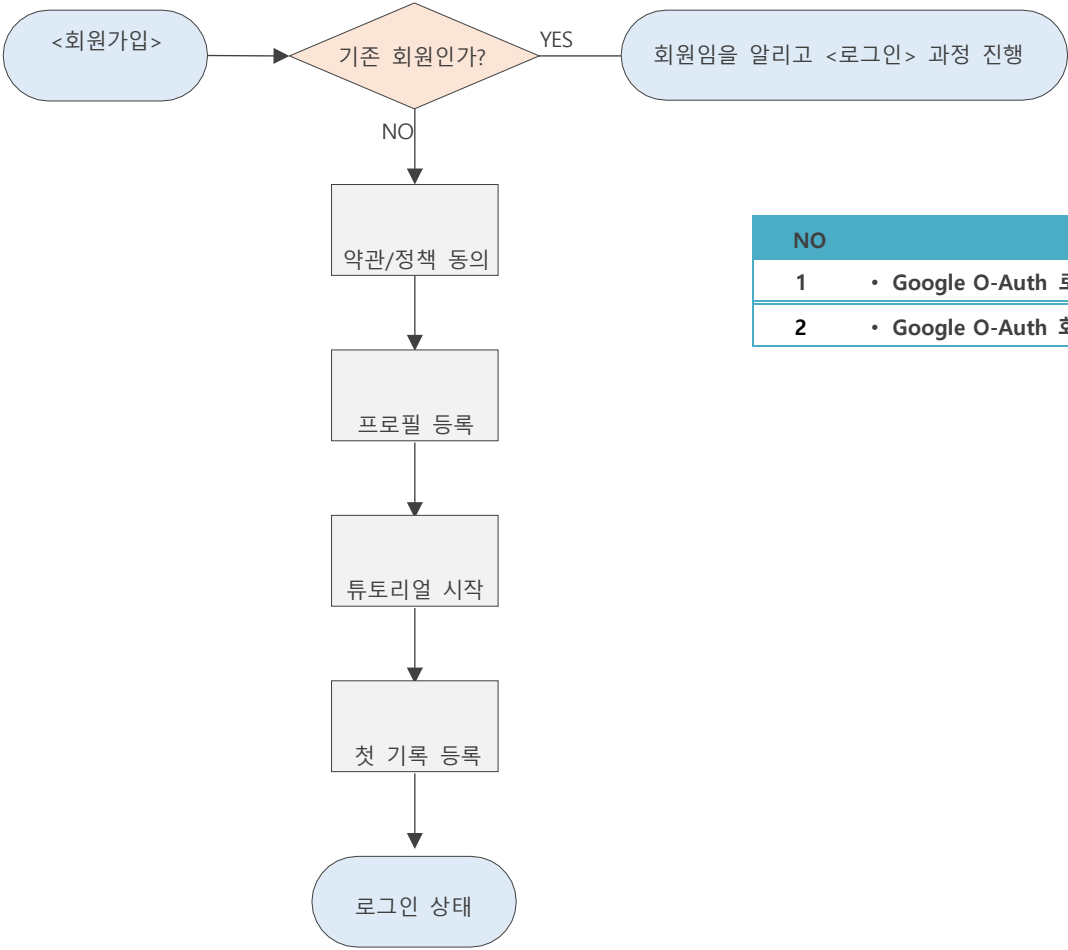 <회원가입>
기존 회원인가?
YES
회원임을 알리고 <로그인> 과정 진행
NO
약관/정책 동의
NO
1 • Google O-Auth
2 • Google O-Auth
프로필 등록
튜토리얼 시작
첫 기록 등록
로그인 상태